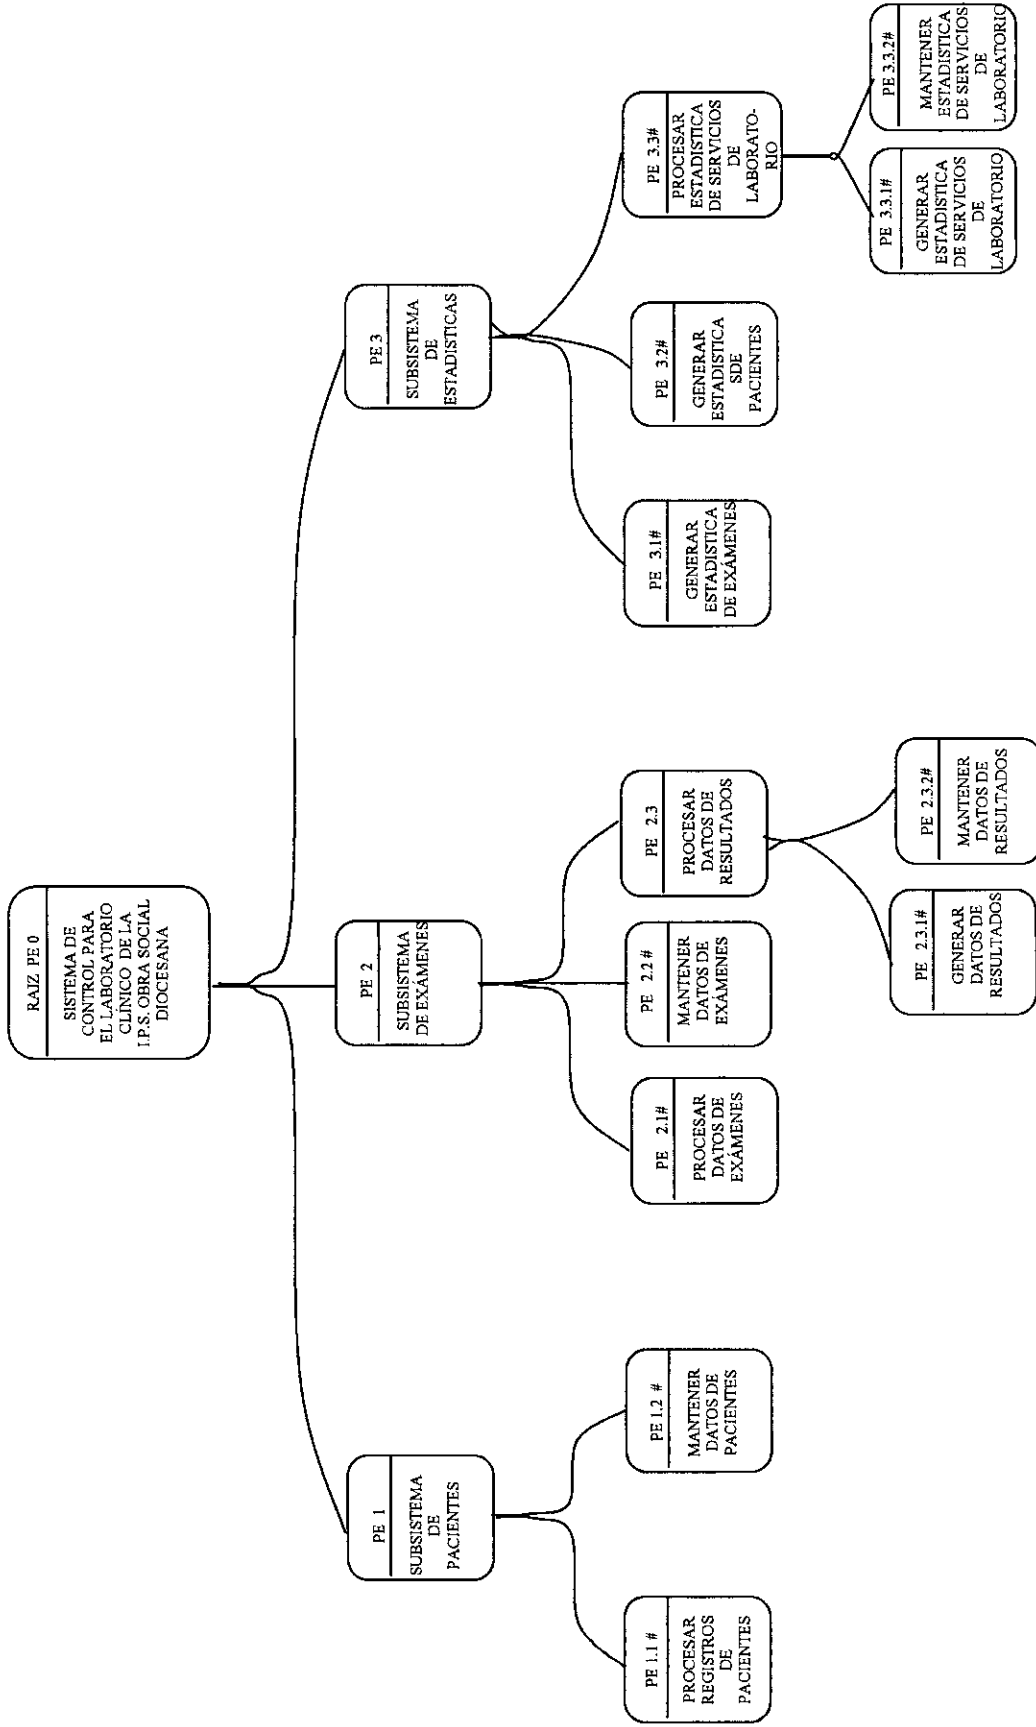 RAIZ PE 0
SISTEMA DE
CONTROL PARA
EL LABORATORIO
CLÍNICO DE LA
I.P.S. OBRA SOCIAL
DIOCESANA
PE 1
SUBSISTEMA
DE
PACIENTES
PE 2
SUBSISTEMA
DE EXÁMENES
PE 3
SUBSISTEMA
DE
ESTADISTICAS
PE 1.1 #
PROCESAR
REGISTROS
DE
PACIENTES
PE 1.2 #
MANTENER
DATOS DE
PACIENTES
PE 2.1#
PROCESAR
DATOS DE
EXÁMENES
PE 2.2 #
MANTENER
DATOS DE
EXÁMENES
PE 2.3
PROCESAR
DATOS DE
RESULTADOS
PE 3.1#
GENERAR
ESTADISTICA
DE EXÁMENES
PE 3.2#
GENERAR
ESTADISTICA
SDE
PACIENTES
PE 3.3#
PROCESAR
ESTADISTICA
DE SERVICIOS
DE
LABORATO-
RIO
PE 2.3.1#
GENERAR
DATOS DE
RESULTADOS
PE 2.3.2#
MANTENER
DATOS DE
RESULTADOS
PE 3.3.1#
GENERAR
ESTADISTICA
DE SERVICIOS
DE
LABORATORIO
PE 3.3.2#
MANTENER
ESTADISTICA
DE SERVICIOS
DE
LABORATORIO